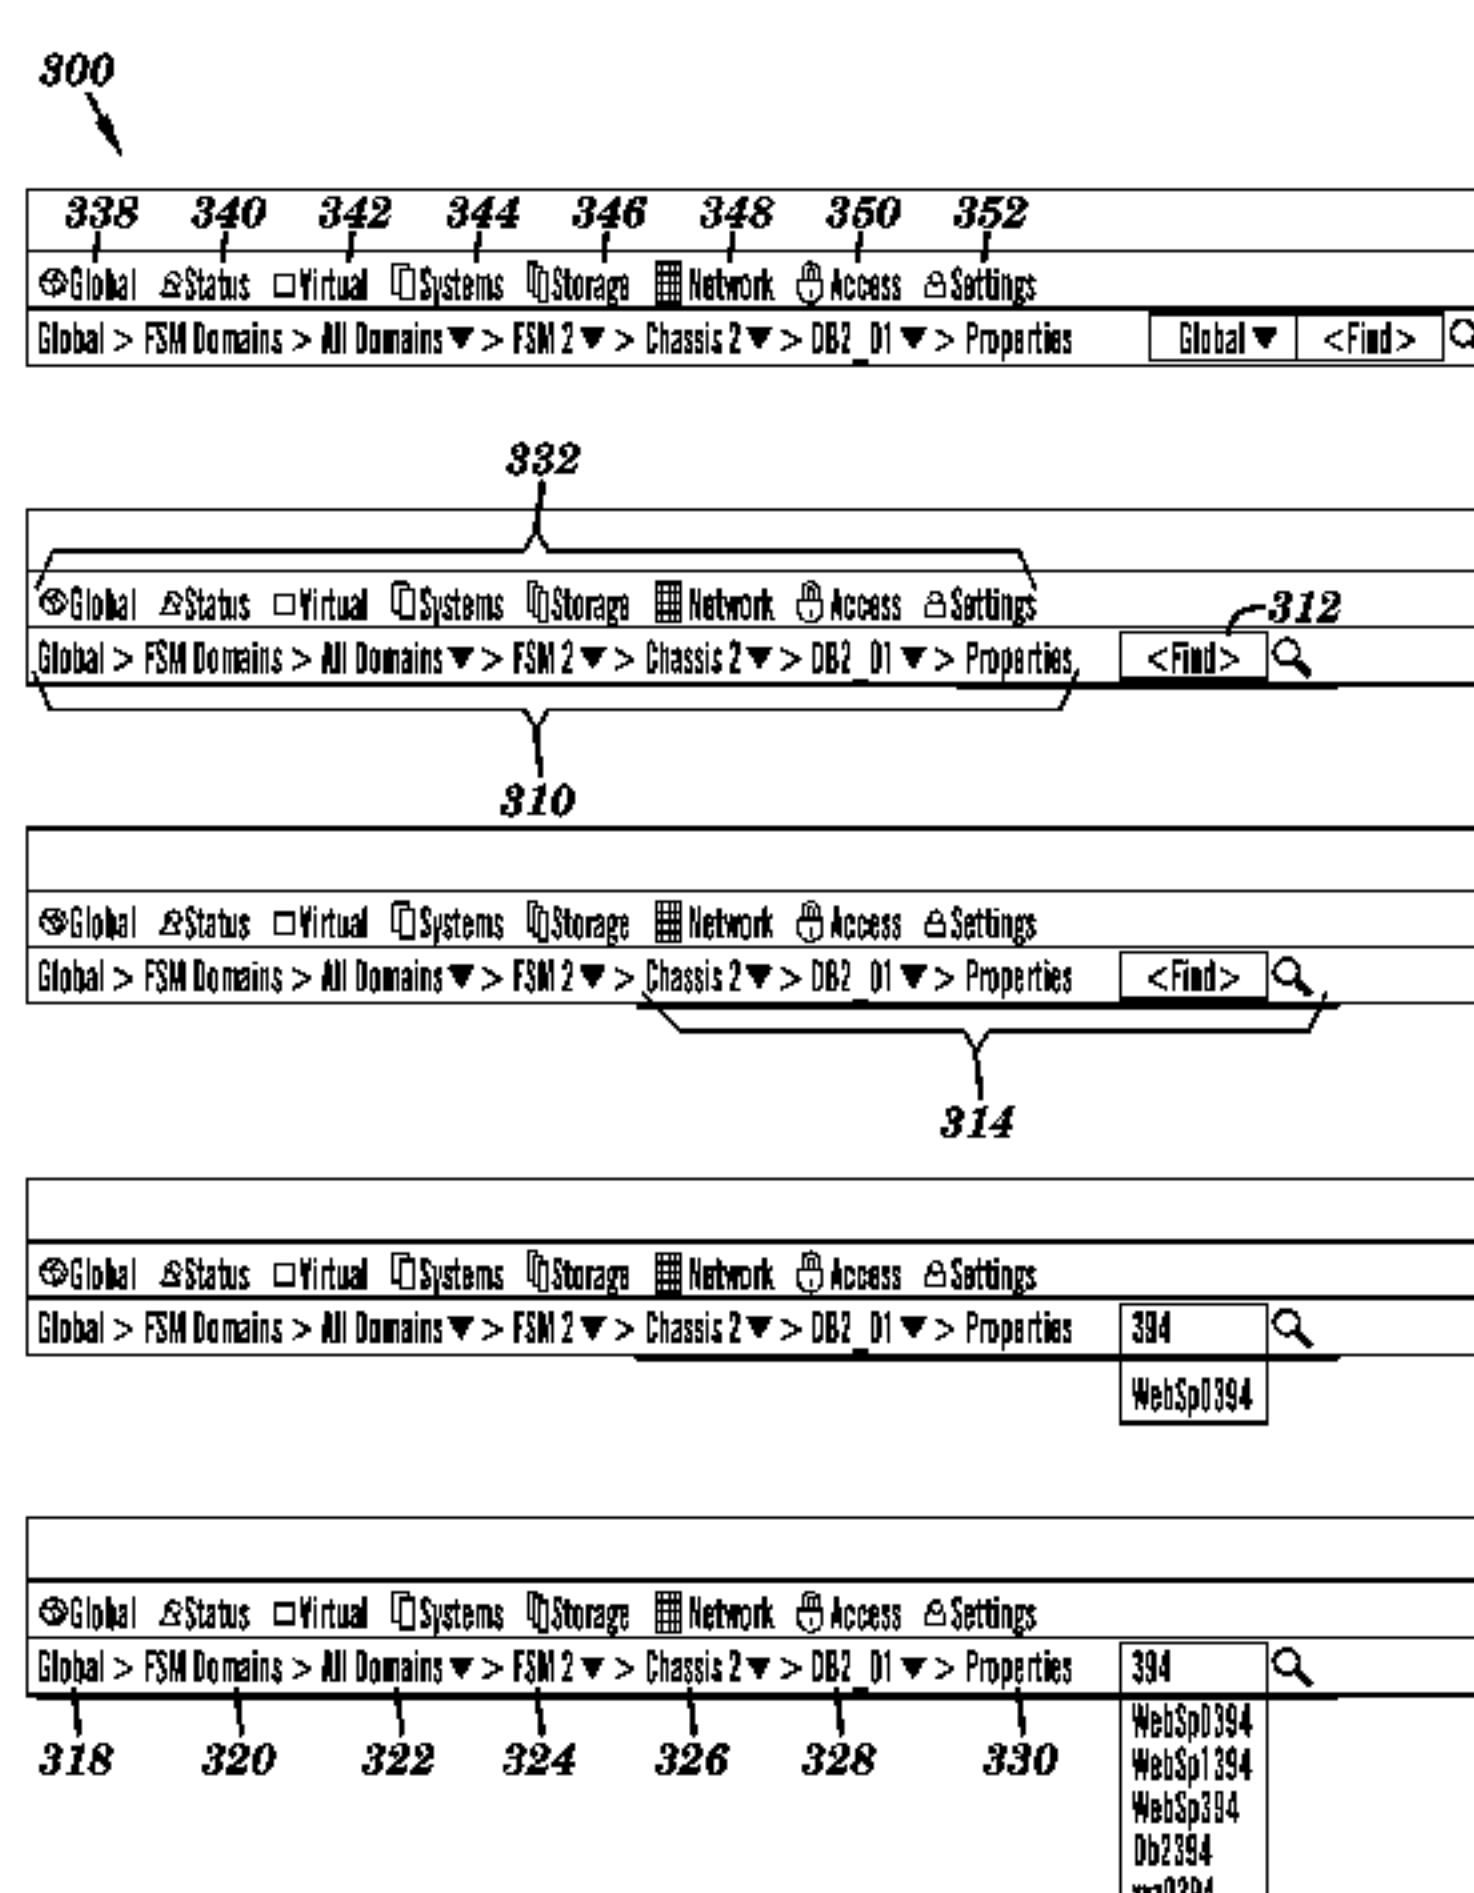 300
338 340 342 344 346 348 350 352
Global Status Virtual Systems Storage Network Access Settings
Global > FSM Domains > All Domains ▼ > FSM 2 ▼ > Chassis 2 ▼ > DB2_01 ▼ > Properties Global ▼ <Find>
332
Global Status Virtual Systems Storage Network Access Settings 312
Global > FSM Domains > All Domains ▼ > FSM 2 ▼ > Chassis 2 ▼ > DB2_01 ▼ > Properties <Find>
310
Global Status Virtual Systems Storage Network Access Settings
Global > FSM Domains > All Domains ▼ > FSM 2 ▼ > Chassis 2 ▼ > DB2_01 ▼ > Properties <Find>
314
Global Status Virtual Systems Storage Network Access Settings
Global > FSM Domains > All Domains ▼ > FSM 2 ▼ > Chassis 2 ▼ > DB2_01 ▼ > Properties 394
WebSp0394
Global Status Virtual Systems Storage Network Access Settings
Global > FSM Domains > All Domains ▼ > FSM 2 ▼ > Chassis 2 ▼ > DB2_01 ▼ > Properties 394
WebSp0394
318 320 322 324 326 328 330
WebSp1394
WebSp394
Db2394